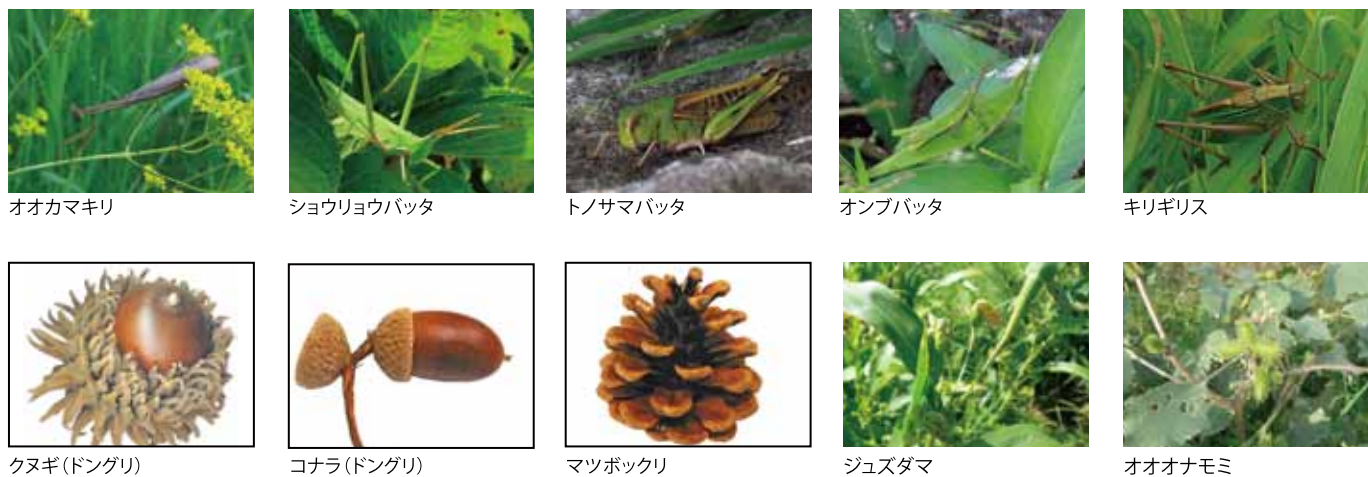 オオカマキリ
ショウリョウバッタ
トノサマバッタ
オンブバッタ
キリギリス
クヌギ（ドングリ）
コナラ（ドングリ）
マツボックリ
ジュズダマ
オオオナモミ